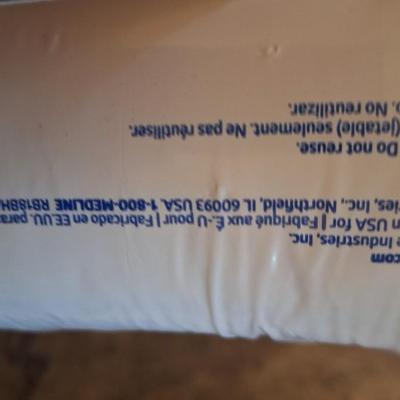 .com
Industries, Inc.
in USA for | Fabriqué aux É.-U. pour | Fabricado en EE.UU. para
Inc., Northfield, IL 60093 USA. 1-800-MEDLINE
Do not reuse.
(jetable) seulement. Ne pas réutiliser.
No reutilizar.